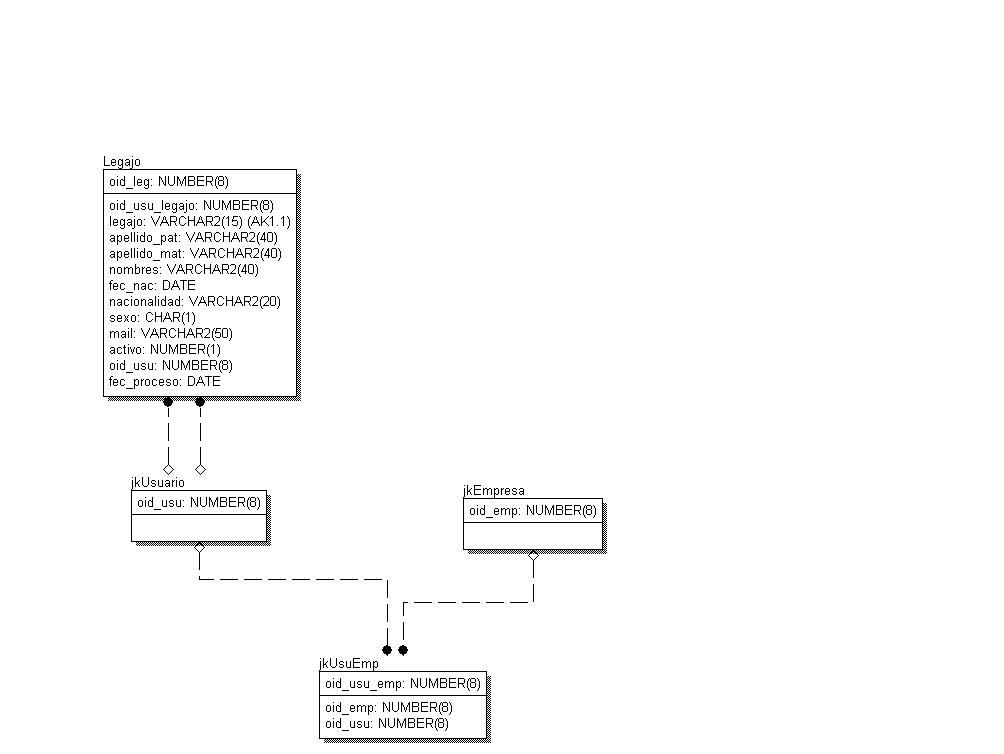 Legajo
oid_leg: NUMBER(8)
oid_usu_legajo: NUMBER(8)
legajo: VARCHAR2(15) (AK1.1)
apellido_pat: VARCHAR2(40)
apellido_mat: VARCHAR2(40)
nombres: VARCHAR2(40)
fec_nac: DATE
nacionalidad: VARCHAR2(20)
sexo: CHAR(1)
mail: VARCHAR2(50)
activo: NUMBER(1)
oid_usu: NUMBER(8)
fec_proceso: DATE
jkUsuario
oid_usu: NUMBER(8)
jkEmpresa
oid_emp: NUMBER(8)
jkUsuEmp
oid_usu_emp: NUMBER(8)
oid_emp: NUMBER(8)
oid_usu: NUMBER(8)